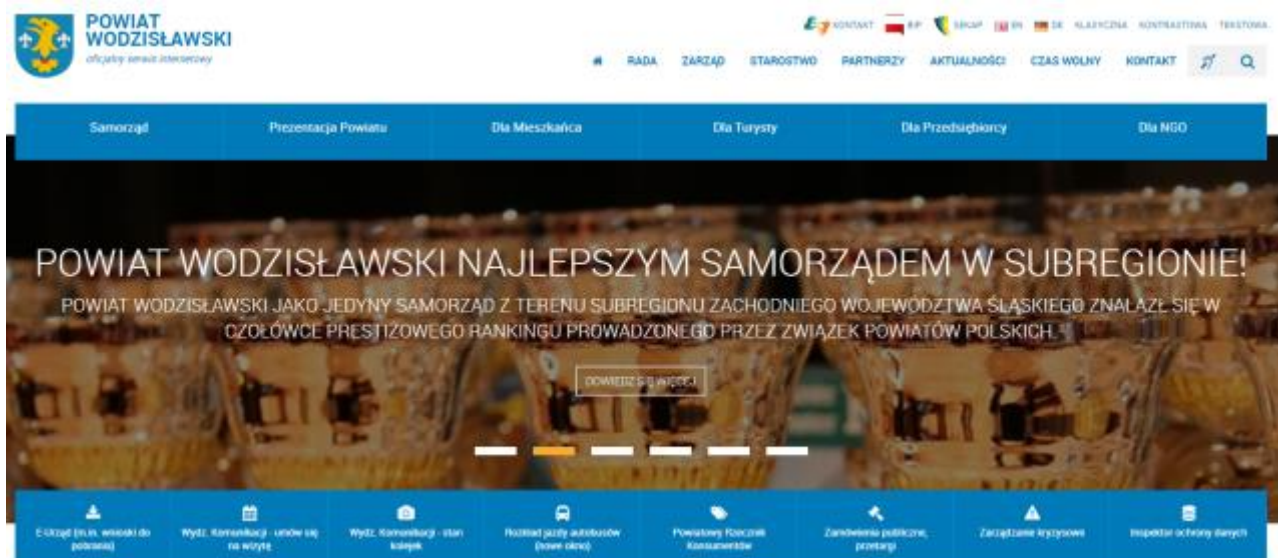 POWIAT
WODZISŁAWSKI
oficjalny serwis internetowy
KONTAKT BIP SEKAP EN DE KLASYCZNA KONTRASTOWA TEKSTOWA
RADA ZARZĄD STAROSTWO PARTNERZY AKTUALNOŚCI CZAS WOLNY KONTAKT
Samorząd Prezentacja Powiatu Dla Mieszkańca Dla Turysty Dla Przedsiębiorcy Dla NGO
POWIAT WODZISŁAWSKI NAJLEPSZYM SAMORZĄDEM W SUBREGIONIE!
POWIAT WODZISŁAWSKI JAKO JEDYNY SAMORZĄD Z TERENU SUBREGIONU ZACHODNIEGO WOJEWÓDZTWA ŚLĄSKIEGO ZNALAZŁ SIĘ W
CZOŁÓWCE PRESTIŻOWEGO RANKINGU PROWADZONEGO PRZEZ ZWIĄZEK POWIATÓW POLSKICH.
DOWIEDZ SIĘ WIĘCEJ
E-Urząd (m.in. wnioski do
pobrania)
Wydz. Komunikacji - umów się
na wizytę
Wydz. Komunikacji - stan
kolejek
Rozkład jazdy autobusów
(nowe okno)
Powiatowy Rzecznik
Konsumentów
Zamówienia publiczne,
przetargi
Zarządzanie kryzysowe
Inspektor ochrony danych